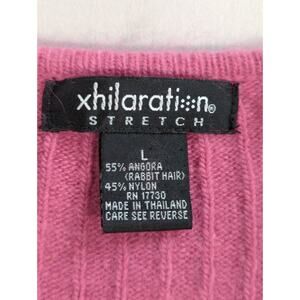 xhilaration®
STRETCH
L
55% ANGORA
(RABBIT HAIR)
45% NYLON
RN 17730
MADE IN THAILAND
CARE SEE REVERSE